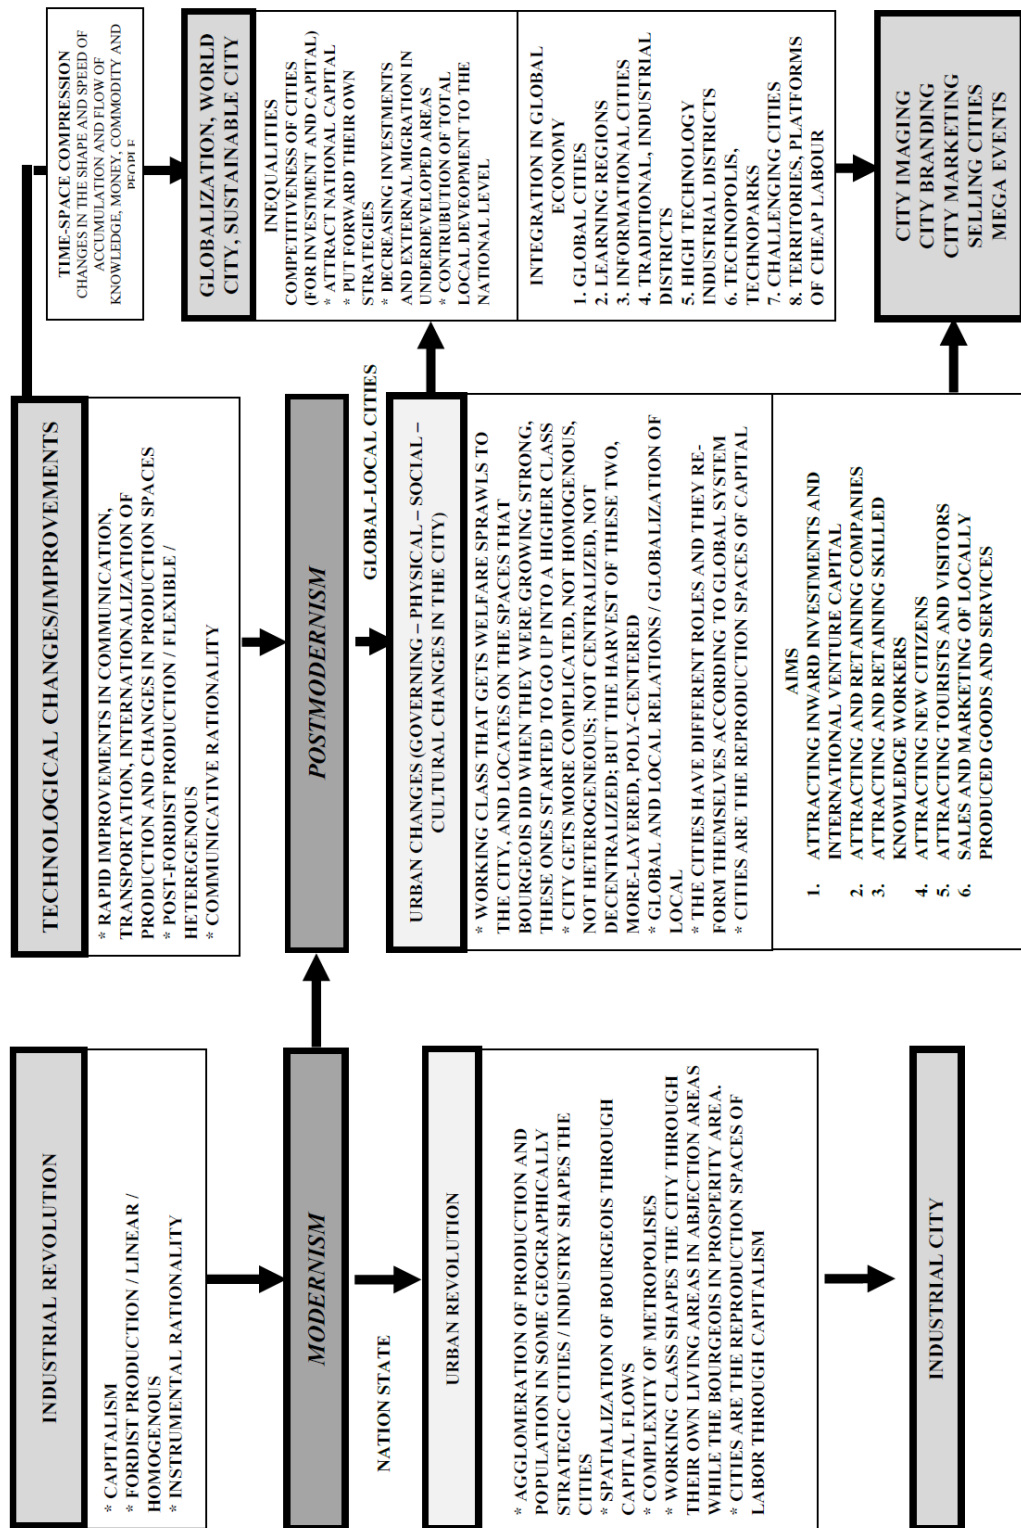 INDUSTRIAL REVOLUTION
* CAPITALISM
* FORDIST PRODUCTION / LINEAR /
HOMOGENOUS
* INSTRUMENTAL RATIONALITY
MODERNISM
NATION STATE
URBAN REVOLUTION
* AGGLOMERATION OF PRODUCTION AND
POPULATION IN SOME GEOGRAPHICALLY
STRATEGIC CITIES / INDUSTRY SHAPES THE
CITIES
* SPATIALIZATION OF BOURGEOIS THROUGH
CAPITAL FLOWS
* COMPLEXITY OF METROPOLISES
* WORKING CLASS SHAPES THE CITY THROUGH
THEIR OWN LIVING AREAS IN ABJECTION AREAS
WHILE THE BOURGEOIS IN PROSPERITY AREA.
* CITIES ARE THE REPRODUCTION SPACES OF
LABOR THROUGH CAPITALISM
INDUSTRIAL CITY
TECHNOLOGICAL CHANGES/IMPROVEMENTS
* RAPID IMPROVEMENTS IN COMMUNICATION,
TRANSPORTATION, INTERNATIONALIZATION OF
PRODUCTION AND CHANGES IN PRODUCTION SPACES
* POST-FORDIST PRODUCTION / FLEXIBLE /
HETEREGENOUS
* COMMUNICATIVE RATIONALITY
POSTMODERNISM
GLOBAL-LOCAL CITIES
URBAN CHANGES (GOVERNING – PHYSICAL – SOCIAL –
CULTURAL CHANGES IN THE CITY)
* WORKING CLASS THAT GETS WELFARE SPRAWLS TO
THE CITY, AND LOCATES ON THE SPACES THAT
BOURGEOIS DID WHEN THEY WERE GROWING STRONG,
THESE ONES STARTED TO GO UP INTO A HIGHER CLASS
* CITY GETS MORE COMPLICATED, NOT HOMOGENOUS,
NOT HETEROGENEOUS; NOT CENTRALIZED, NOT
DECENTRALIZED; BUT THE HARVEST OF THESE TWO,
MORE-LAYERED, POLY-CENTERED
* GLOBAL AND LOCAL RELATIONS / GLOBALIZATION OF
LOCAL
* THE CITIES HAVE DIFFERENT ROLES AND THEY RE-
FORM THEMSELVES ACCORDING TO GLOBAL SYSTEM
* CITIES ARE THE REPRODUCTION SPACES OF CAPITAL
AIMS
1. ATTRACTING INWARD INVESTMENTS AND
INTERNATIONAL VENTURE CAPITAL
2. ATTRACTING AND RETAINING COMPANIES
3. ATTRACTING AND RETAINING SKILLED
KNOWLEDGE WORKERS
4. ATTRACTING NEW CITIZENS
5. ATTRACTING TOURISTS AND VISITORS
6. SALES AND MARKETING OF LOCALLY
PRODUCED GOODS AND SERVICES
TIME-SPACE COMPRESSION
CHANGES IN THE SHAPE AND SPEED OF
ACCUMULATION AND FLOW OF
KNOWLEDGE, MONEY, COMMODITY AND
PEOPLE
GLOBALIZATION, WORLD
CITY, SUSTAINABLE CITY
INEQUALITIES
COMPETITIVENESS OF CITIES
(FOR INVESTMENT AND CAPITAL)
* ATTRACT NATIONAL CAPITAL
* PUT FORWARD THEIR OWN
STRATEGIES
* DECREASING INVESTMENTS
AND EXTERNAL MIGRATION IN
UNDERDEVELOPED AREAS
* CONTRUBITION OF TOTAL
LOCAL DEVELOPMENT TO THE
NATIONAL LEVEL
INTEGRATION IN GLOBAL
ECONOMY
1. GLOBAL CITIES
2. LEARNING REGIONS
3. INFORMATIONAL CITIES
4. TRADITIONAL, INDUSTRIAL
DISTRICTS
5. HIGH TECHNOLOGY
INDUSTRIAL DISTRICTS
6. TECHNOPOLIS,
TECHNOPARKS
7. CHALLENGING CITIES
8. TERRITORIES, PLATFORMS
OF CHEAP LABOUR
CITY IMAGING
CITY BRANDING
CITY MARKETING
SELLING CITIES
MEGA EVENTS